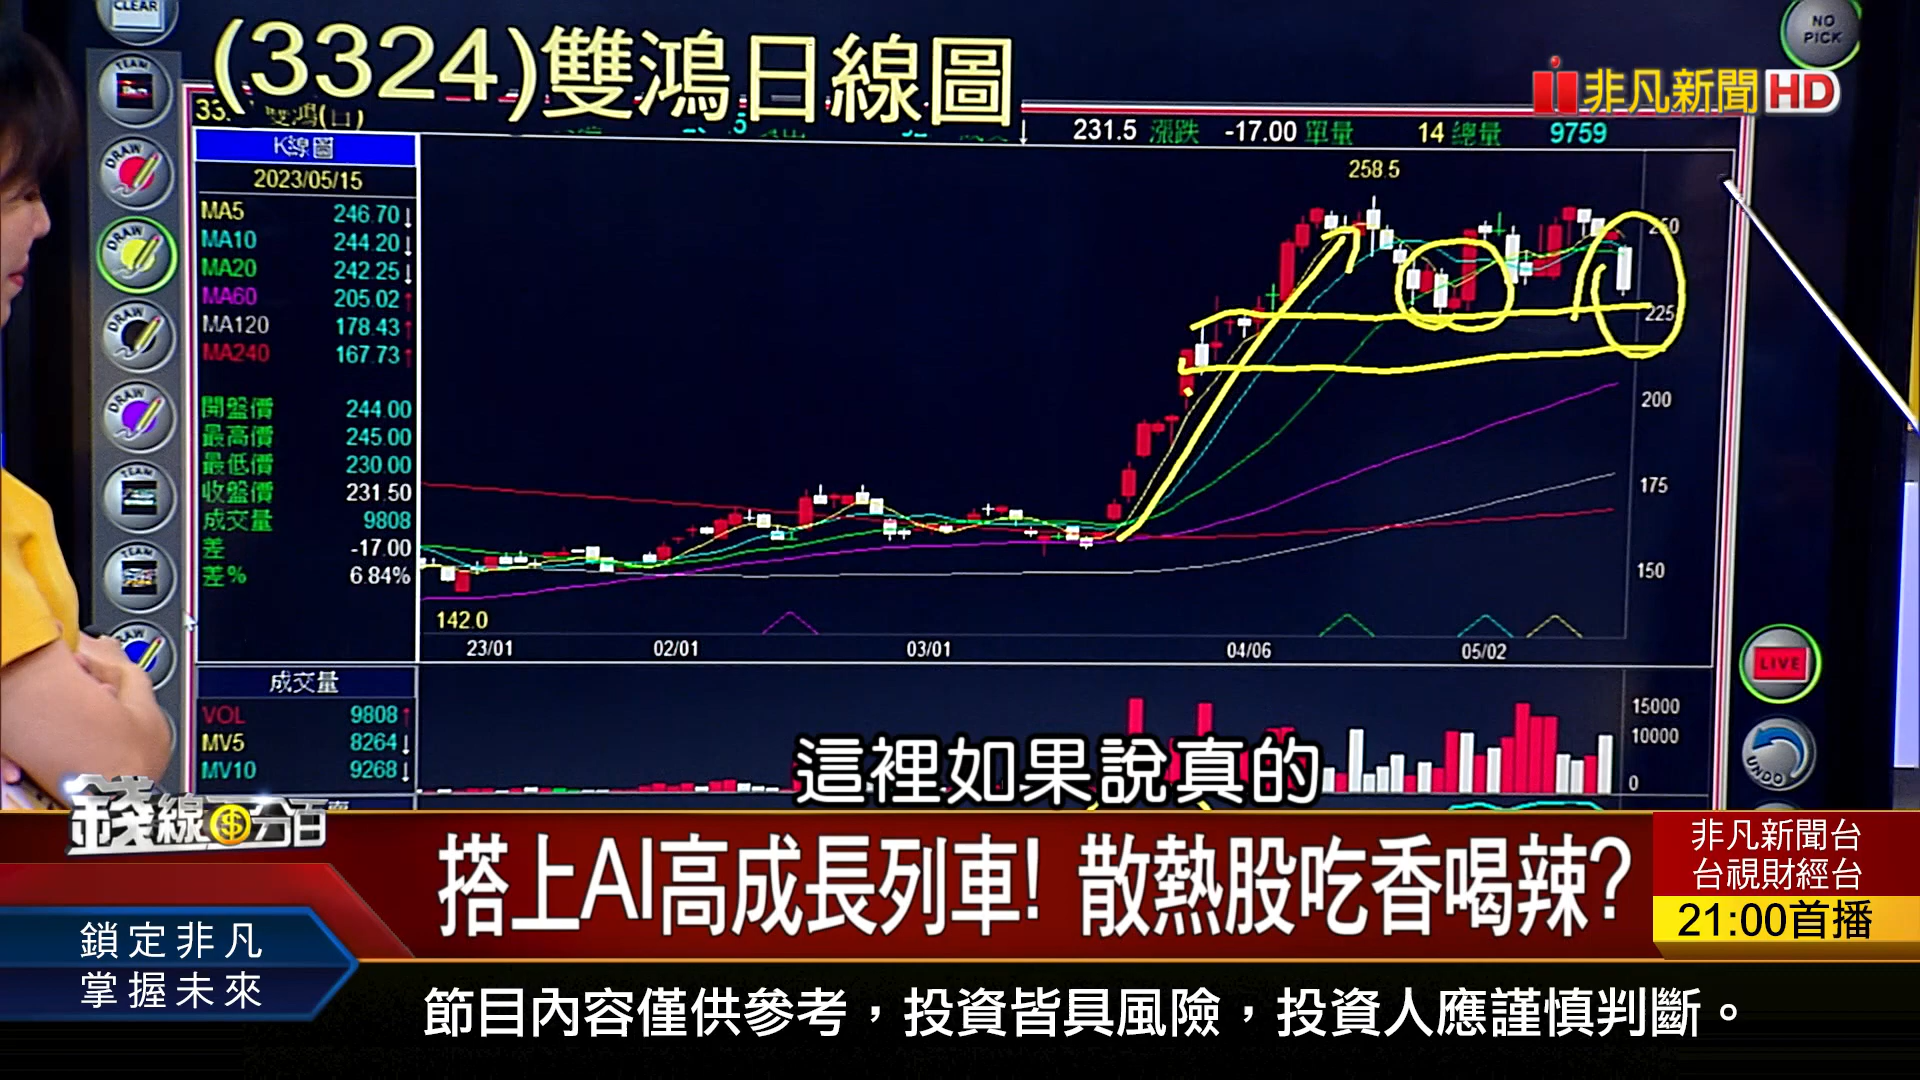 CLEAR
NO
PICK
(3324)雙鴻日線圖
非凡新聞HD
231.5 漲跌 -17.00 單量 14 總量 9759
K線圖
2023/05/15
258.5
MA5 246.70↓
MA10 244.20↓
MA20 242.25↓
MA60 205.02↑
MA120 178.43↑
MA240 167.73↑
開盤價 244.00
最高價 245.00
最低價 230.00
收盤價 231.50
成交量 9808
差 -17.00
差% 6.84%
250
225
200
175
150
142.0
23/01 02/01 03/01 04/06 05/02
TEAM
DRAW
DRAW
DRAW
DRAW
TEAM
TEAM
LIVE
UNDO
成交量
VOL 9808↑
MV5 8264↓
MV10 9268↓
15000
10000
0
這裡如果說真的
錢線百分百
搭上AI高成長列車! 散熱股吃香喝辣?
非凡新聞台
台視財經台
21:00首播
鎖定非凡
掌握未來
節目內容僅供參考，投資皆具風險，投資人應謹慎判斷。